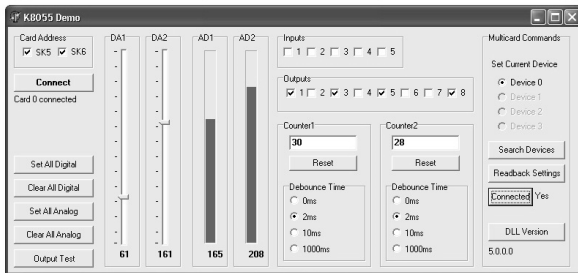 K8055 Demo
Card Address
SK5 SK6
Connect
Card 0 connected
Set All Digital
Clear All Digital
Set All Analog
Clear All Analog
Output Test
DA1
61
DA2
161
AD1
165
AD2
208
Inputs
1 2 3 4 5
Outputs
1 2 3 4 5 6 7 8
Counter1
30
Reset
Debounce Time
0ms
2ms
10ms
1000ms
Counter2
28
Reset
Debounce Time
0ms
2ms
10ms
1000ms
Multicard Commands
Set Current Device
Device 0
Device 1
Device 2
Device 3
Search Devices
Readback Settings
Connected Yes
DLL Version
5.0.0.0